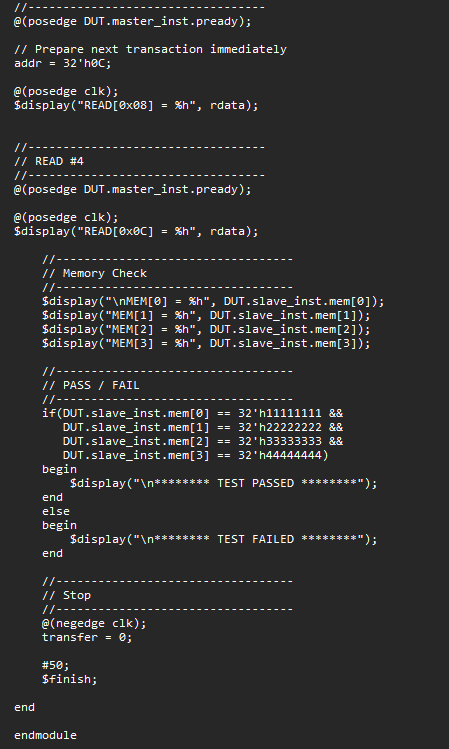 //----------------------------------
@(posedge DUT.master_inst.pready);
// Prepare next transaction immediately
addr = 32'h0C;
@(posedge clk);
$display("READ[0x08] = %h", rdata);
//----------------------------------
// READ #4
//----------------------------------
@(posedge DUT.master_inst.pready);
@(posedge clk);
$display("READ[0x0C] = %h", rdata);
//----------------------------------
// Memory Check
//----------------------------------
$display("\nMEM[0] = %h", DUT.slave_inst.mem[0]);
$display("MEM[1] = %h", DUT.slave_inst.mem[1]);
$display("MEM[2] = %h", DUT.slave_inst.mem[2]);
$display("MEM[3] = %h", DUT.slave_inst.mem[3]);
//----------------------------------
// PASS / FAIL
//----------------------------------
if(DUT.slave_inst.mem[0] == 32'h11111111 &&
DUT.slave_inst.mem[1] == 32'h22222222 &&
DUT.slave_inst.mem[2] == 32'h33333333 &&
DUT.slave_inst.mem[3] == 32'h44444444)
begin
$display("\n******** TEST PASSED ********");
end
else
begin
$display("\n******** TEST FAILED ********");
end
//----------------------------------
// Stop
//----------------------------------
@(negedge clk);
transfer = 0;
#50;
$finish;
end
endmodule